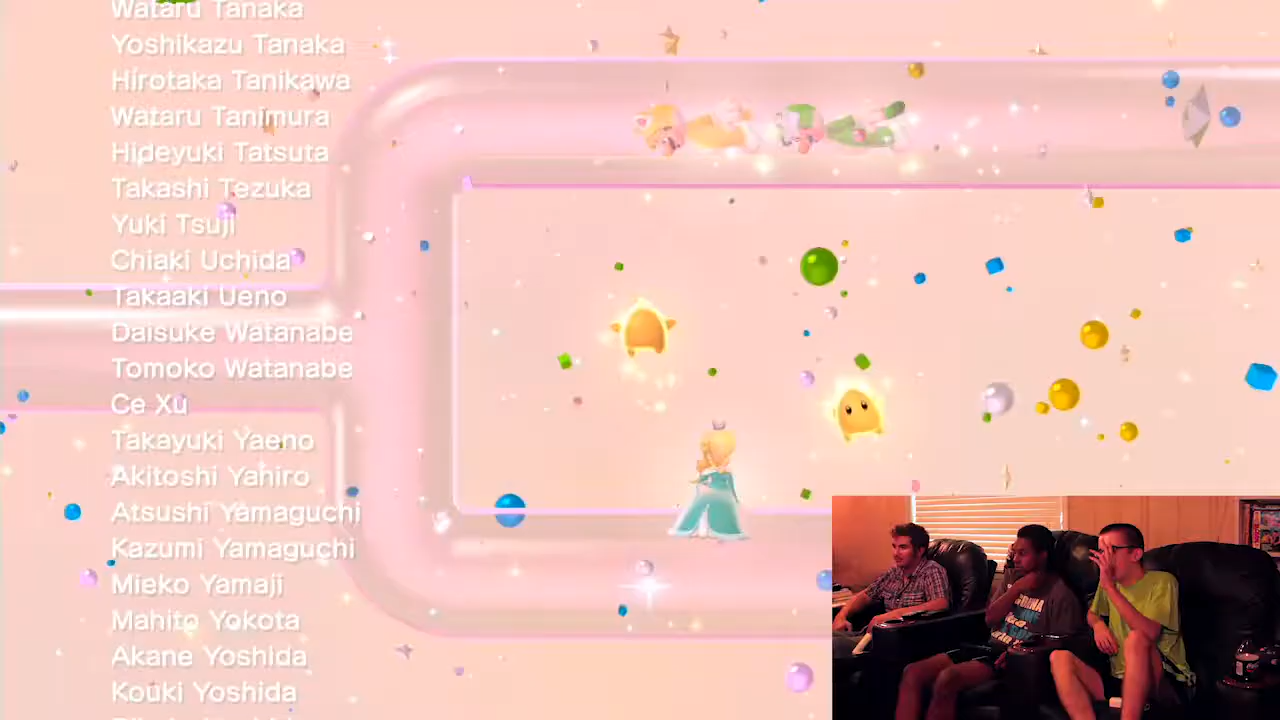 Wataru Tanaka
Yoshikazu Tanaka
Hirotaka Tanikawa
Wataru Tanimura
Hideyuki Tatsuta
Takashi Tezuka
Yuki Tsuji
Chiaki Uchida
Takaaki Ueno
Daisuke Watanabe
Tomoko Watanabe
Ce Xu
Takayuki Yaeno
Akitoshi Yahiro
Atsushi Yamaguchi
Kazumi Yamaguchi
Mieko Yamaji
Mahito Yokota
Akane Yoshida
Kouki Yoshida